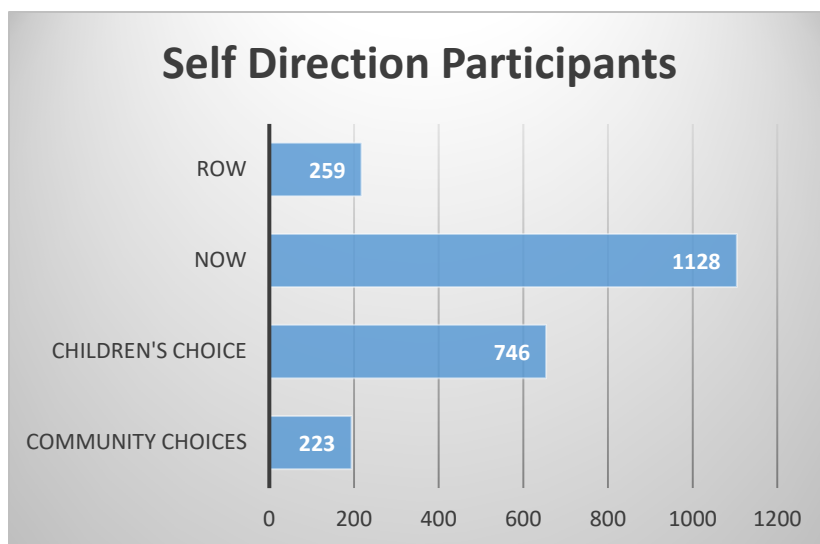 Self Direction Participants
ROW
259
NOW
1128
CHILDREN'S CHOICE
746
COMMUNITY CHOICES
223
0 200 400 600 800 1000 1200